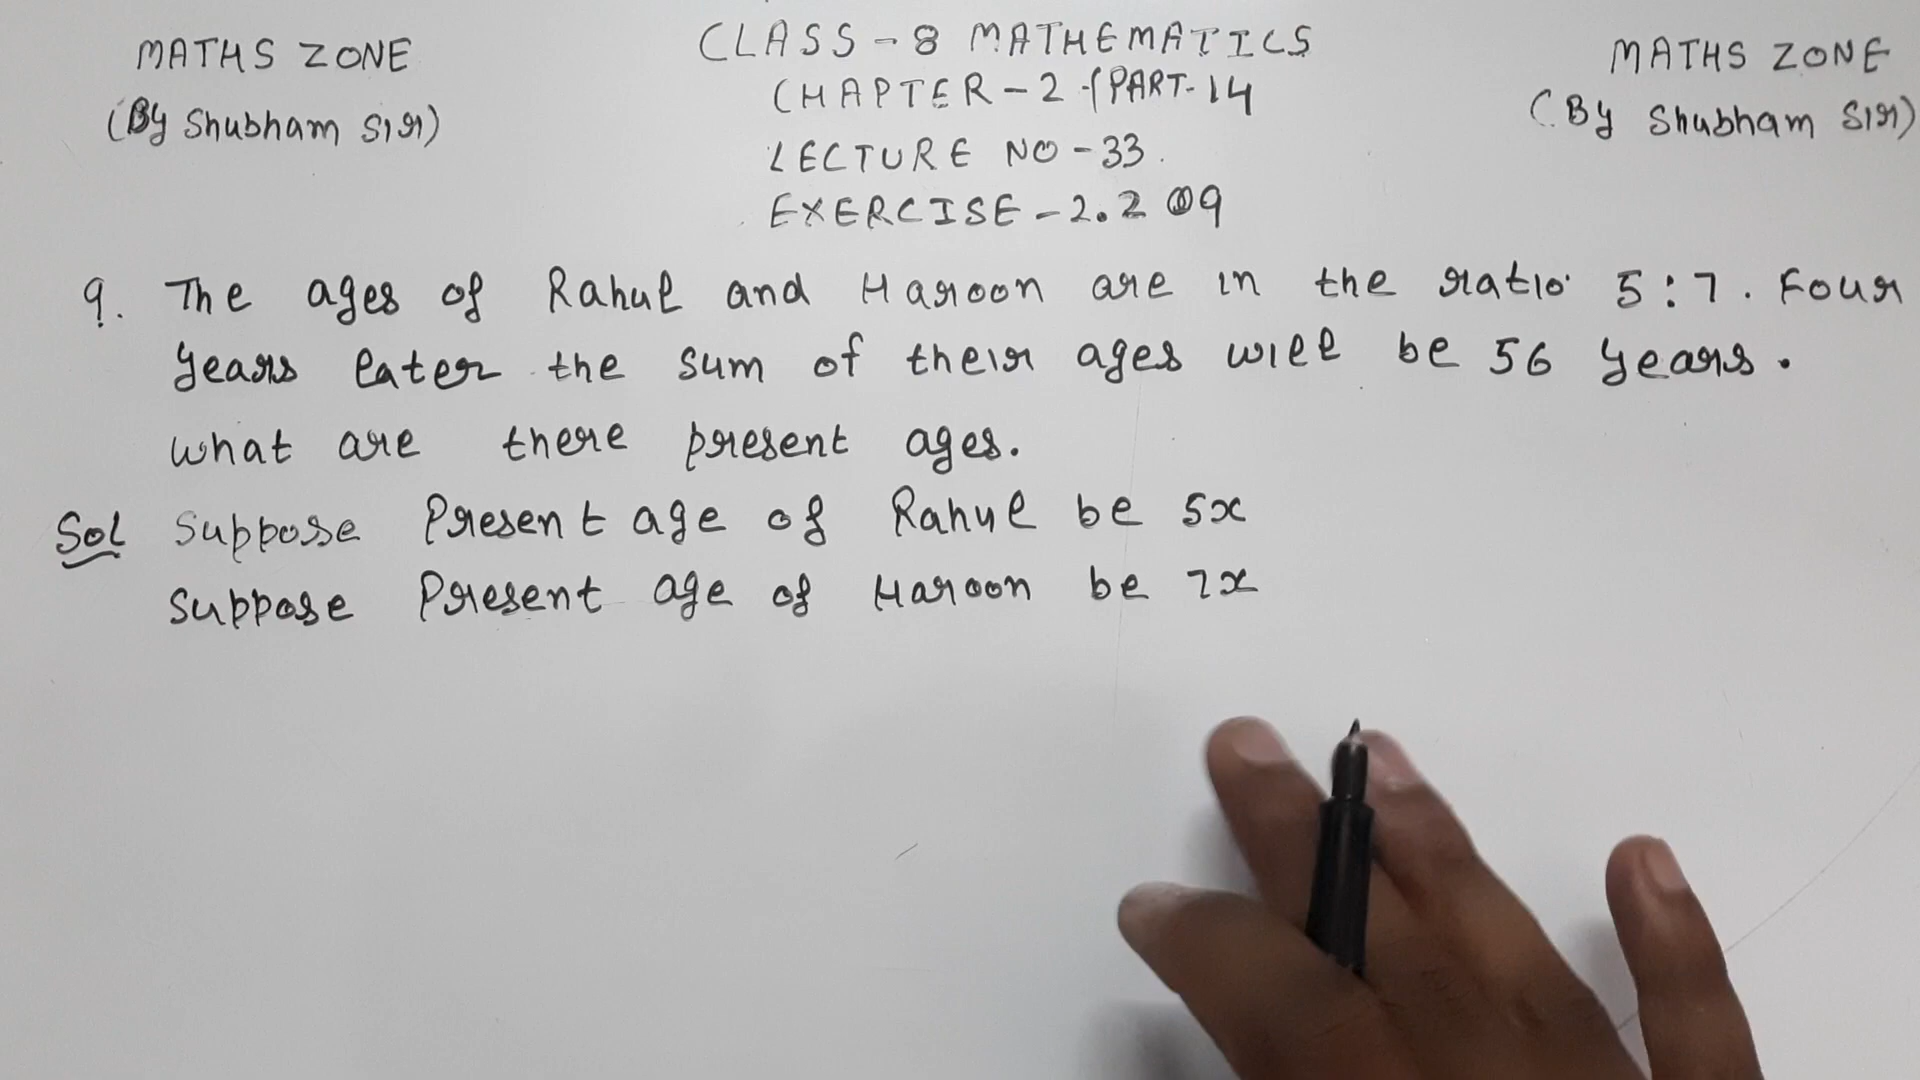 MATHS ZONE
(By Shubham Sir)
CLASS-8 MATHEMATICS
CHAPTER-2 (PART-14
LECTURE NO-33.
EXERCISE-2.2 Q9
MATHS ZONE
(By Shubham Sir)
9. The ages of Rahul and Haroon are in the ratio 5:7. Four
years later the sum of their ages will be 56 years.
what are there present ages.
Sol Suppose Present age of Rahul be 5x
Suppose Present age of Haroon be 7x